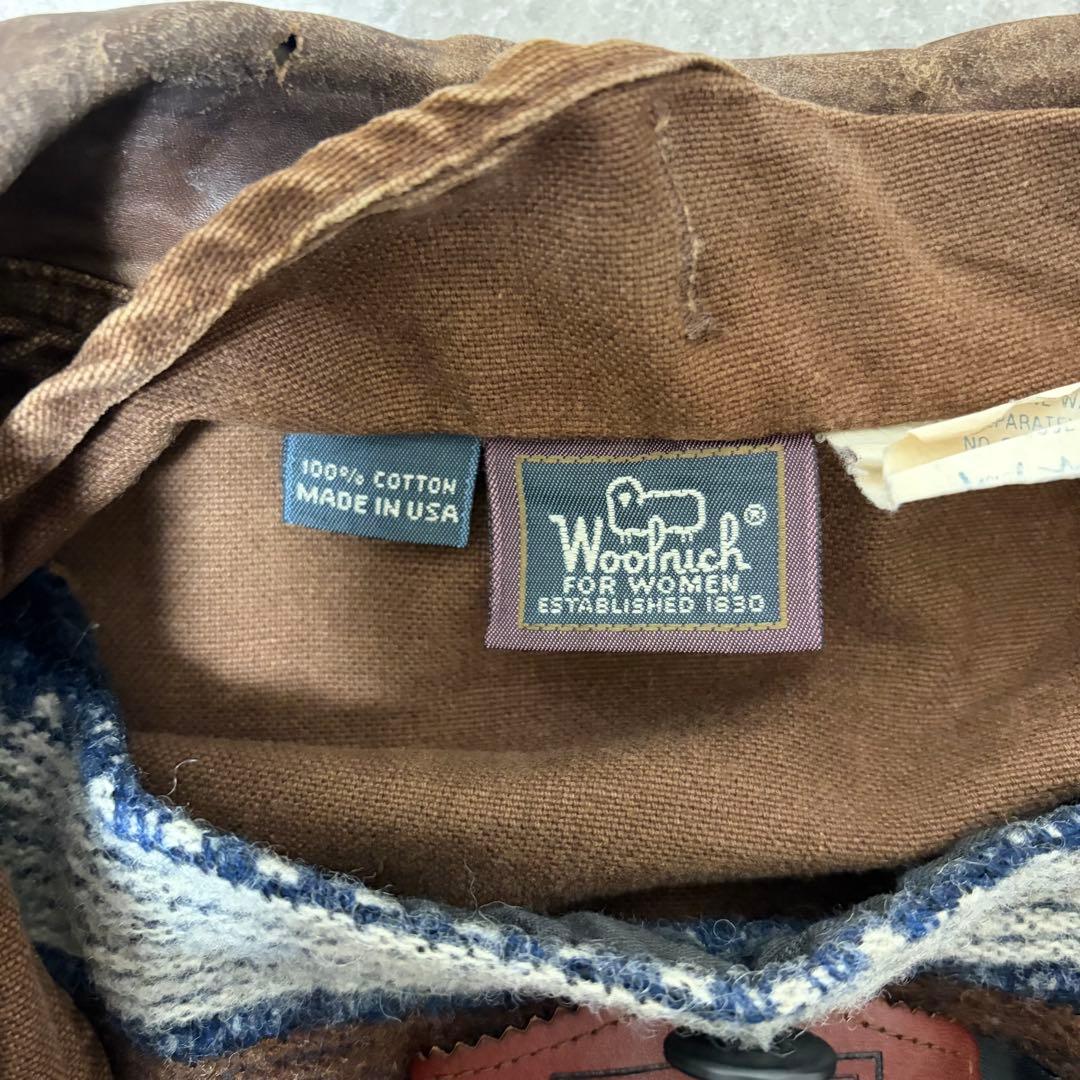 100% COTTON
MADE IN USA
Woolrich®
FOR WOMEN
ESTABLISHED 1830